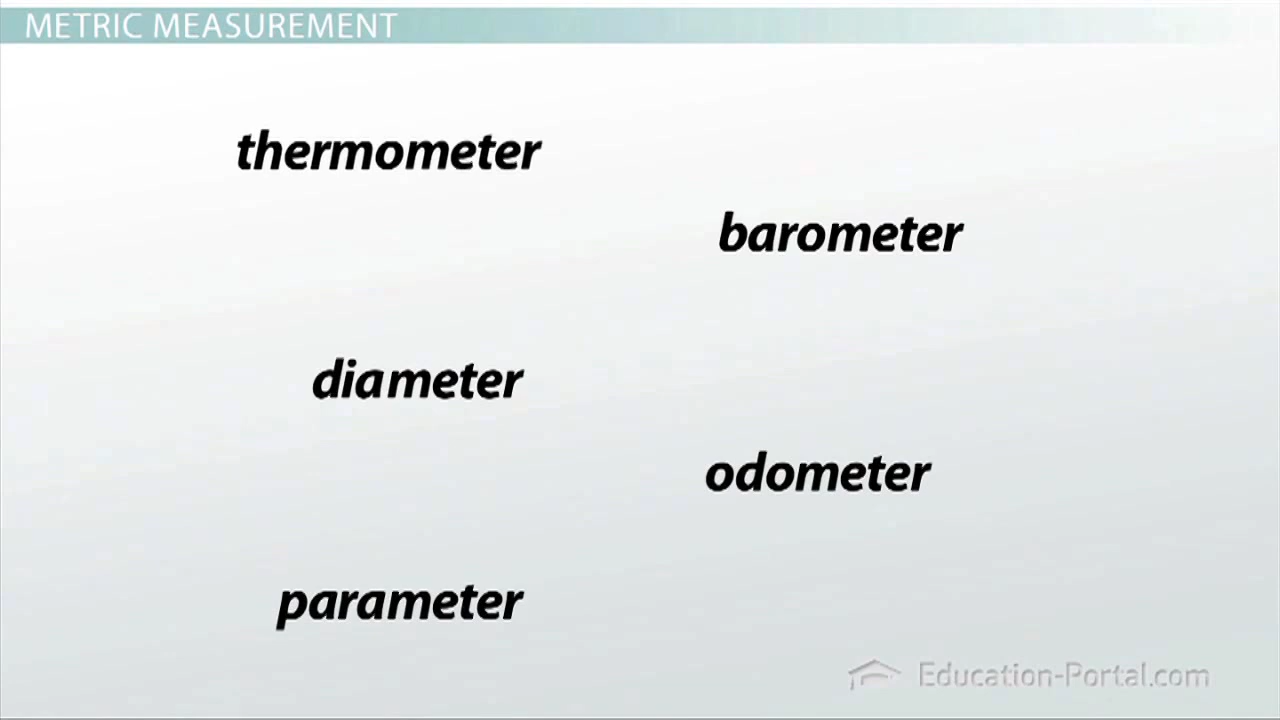 METRIC MEASUREMENT
thermometer
barometer
diameter
odometer
parameter
Education-Portal.com